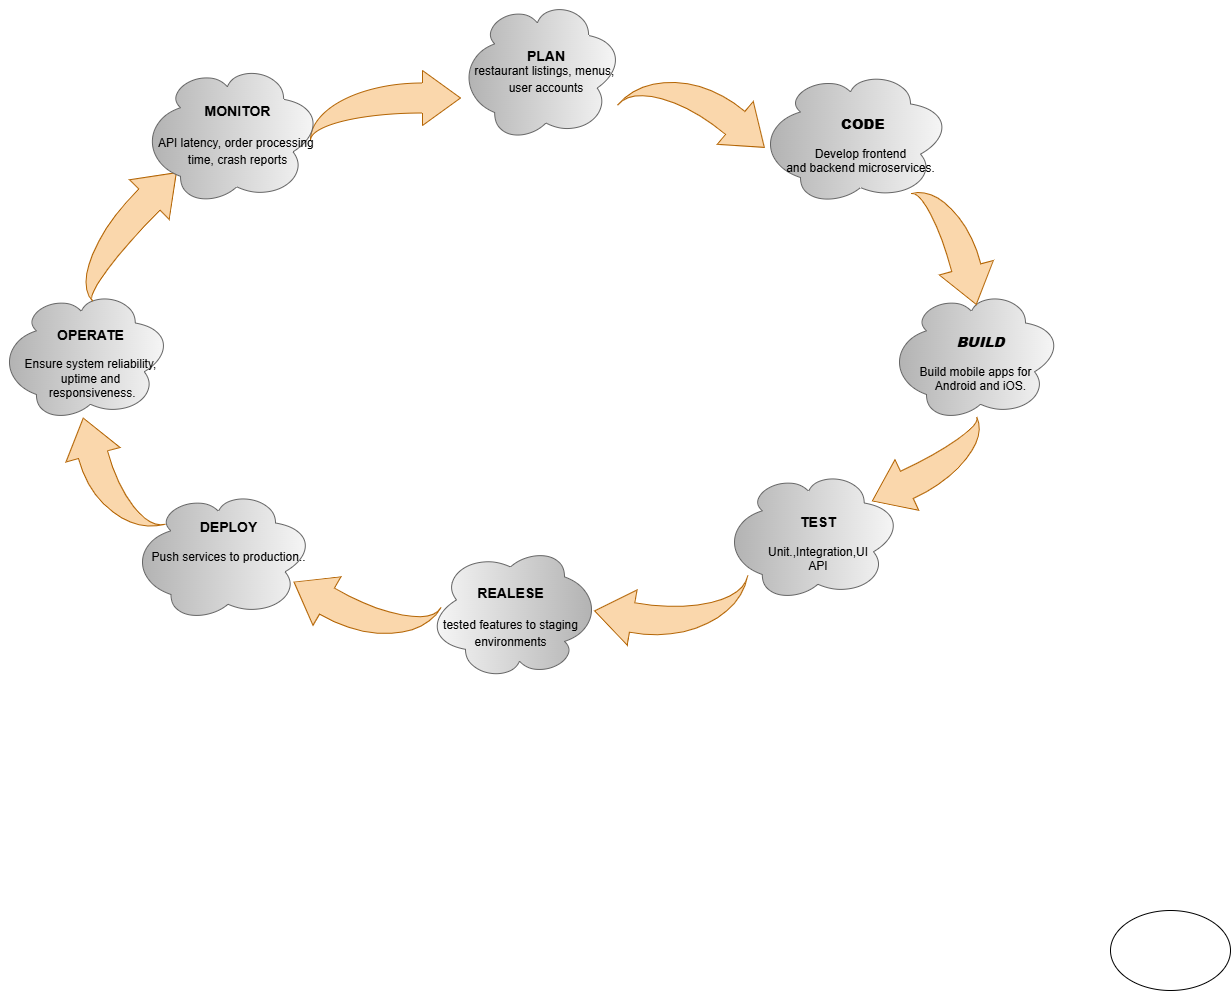 PLAN
restaurant listings, menus,
user accounts
CODE
Develop frontend
and backend microservices.
BUILD
Build mobile apps for
Android and iOS.
TEST
Unit.,Integration,UI
API
REALESE
tested features to staging
environments
DEPLOY
Push services to production..
OPERATE
Ensure system reliability,
uptime and
responsiveness.
MONITOR
API latency, order processing
time, crash reports